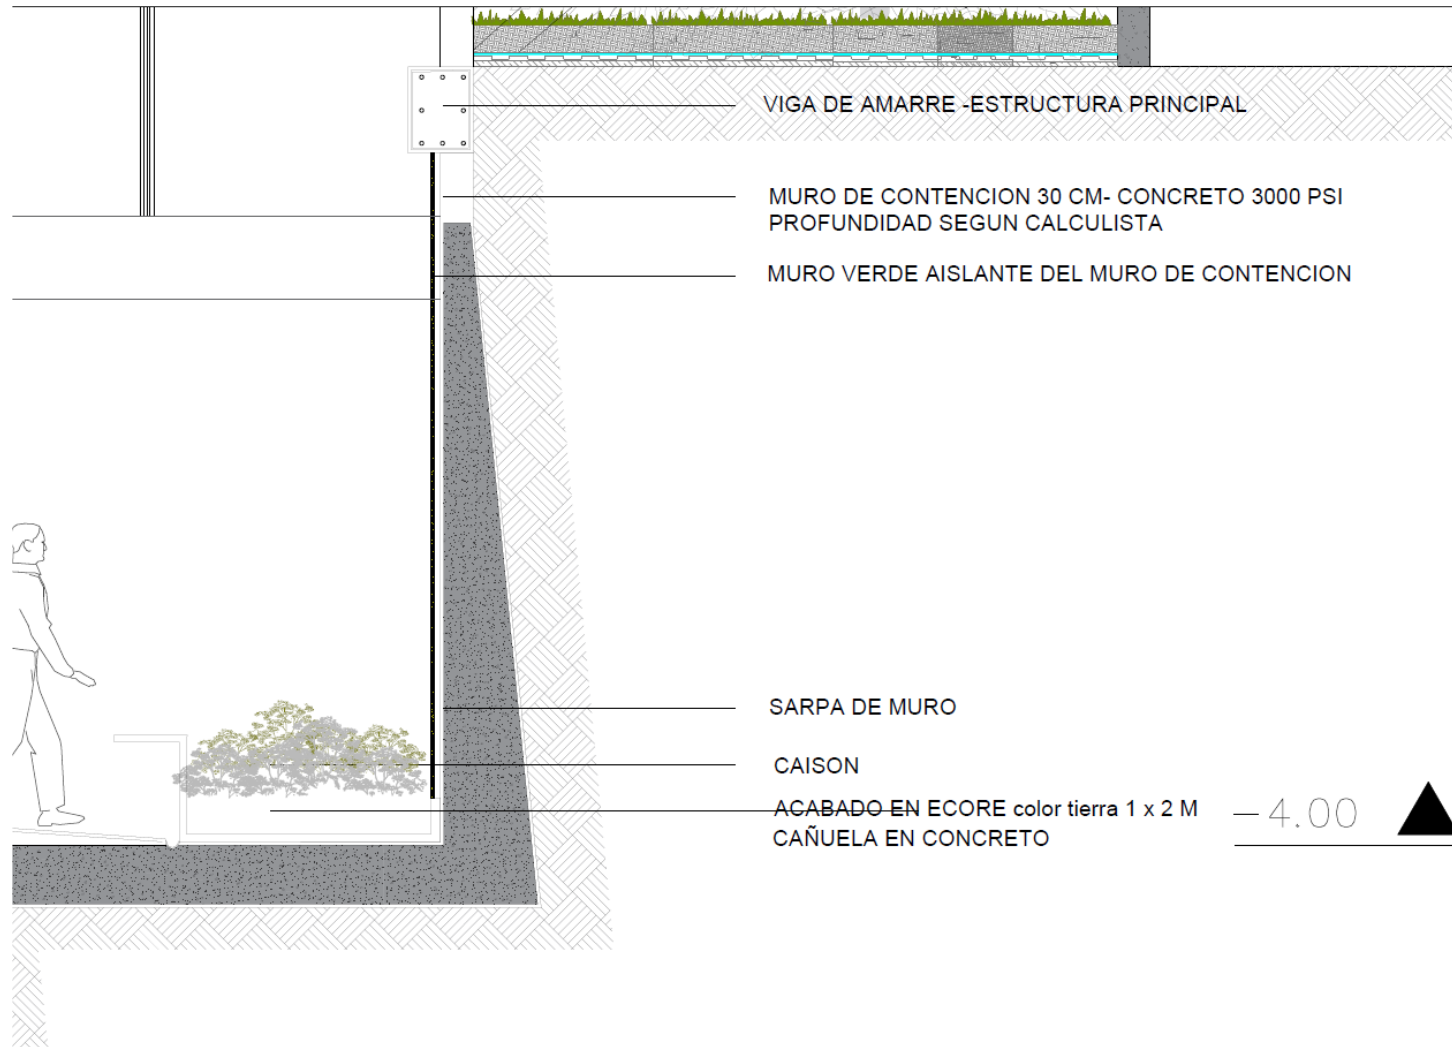 VIGA DE AMARRE -ESTRUCTURA PRINCIPAL
MURO DE CONTENCION 30 CM- CONCRETO 3000 PSI
PROFUNDIDAD SEGUN CALCULISTA
MURO VERDE AISLANTE DEL MURO DE CONTENCION
SARPA DE MURO
CAISON
ACABADO EN ECORE color tierra 1 x 2 M
CAÑUELA EN CONCRETO
- 4.00